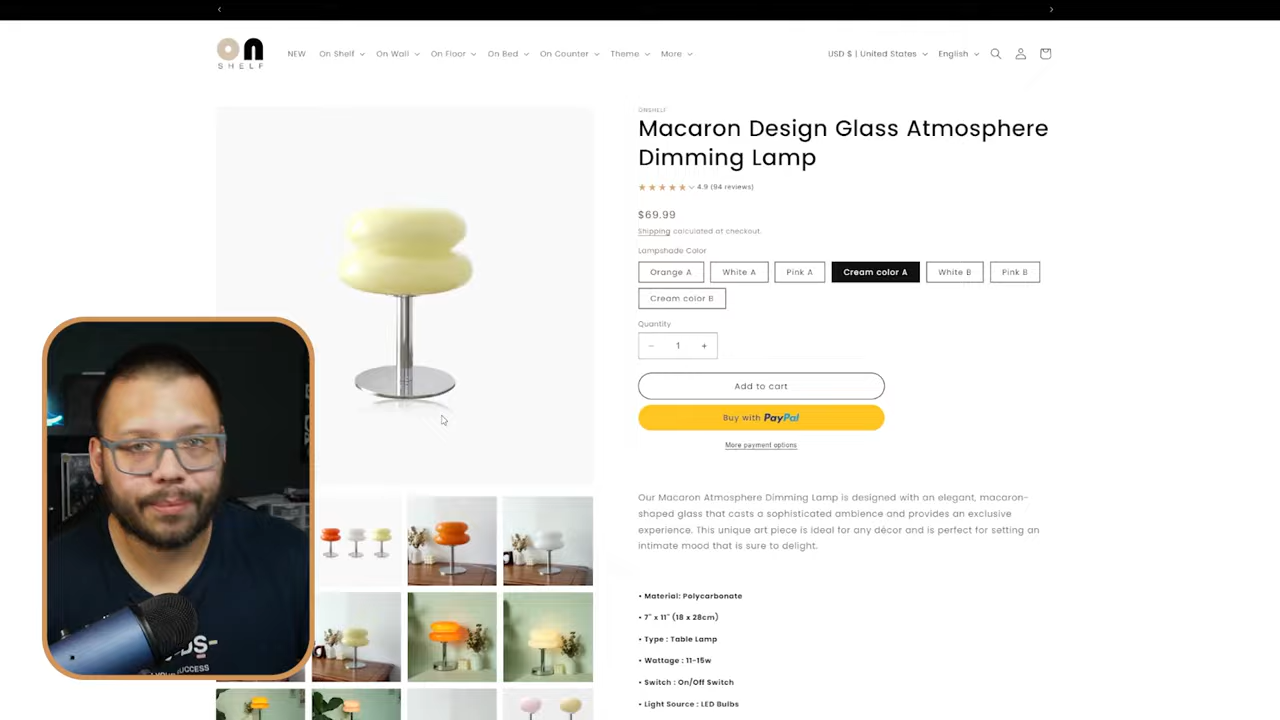 on
SHELF
NEW On Shelf On Wall On Floor On Bed On Counter Theme More
USD $ | United States English
ONSHELF
Macaron Design Glass Atmosphere
Dimming Lamp
4.9 (94 reviews)
$69.99
Shipping calculated at checkout.
Lampshade Color
Orange A White A Pink A Cream color A White B Pink B
Cream color B
Quantity
− 1 +
Add to cart
Buy with PayPal
More payment options
Our Macaron Atmosphere Dimming Lamp is designed with an elegant, macaron-
shaped glass that casts a sophisticated ambience and provides an exclusive
experience. This unique art piece is ideal for any décor and is perfect for setting an
intimate mood that is sure to delight.
• Material: Polycarbonate
• 7" x 11" (18 x 28cm)
• Type : Table Lamp
• Wattage : 11-15w
• Switch : On/Off Switch
• Light Source : LED Bulbs
SUCCESS